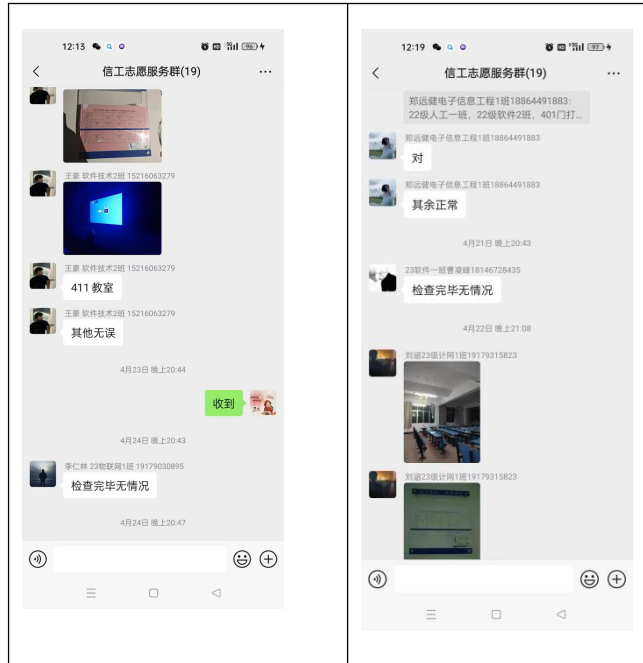 12:13
96
信工志愿服务群(19)
王豪 软件技术2班 15216063279
王豪 软件技术2班 15216063279
411 教室
王豪 软件技术2班 15216063279
其他无误
4月23日 晚上20:44
收到
4月24日 晚上20:43
李仁林 23物联网1班 19179030895
检查完毕无情况
4月24日 晚上20:47
12:19
97
信工志愿服务群(19)
郑远健电子信息工程1班18864491883:
22级人工一班,22级软件2班,401门打...
郑远健电子信息工程1班18864491883
对
郑远健电子信息工程1班18864491883
其余正常
4月21日 晚上20:43
23软件一班曹凌峰18146728435
检查完毕无情况
4月22日 晚上21:08
刘涵23级计网1班19179315823
刘涵23级计网1班19179315823